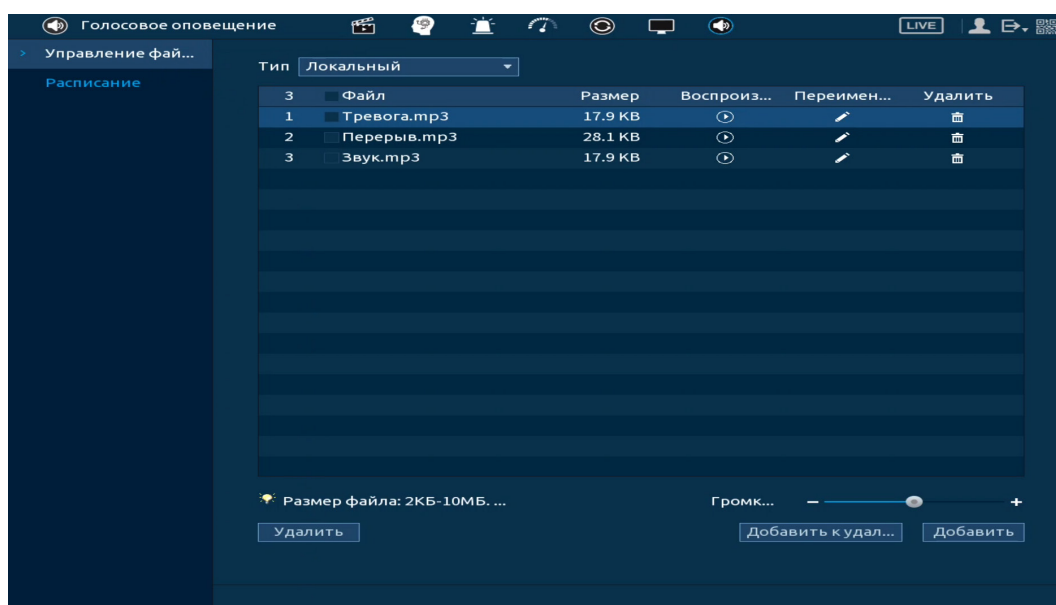 Голосовое оповещение LIVE
Управление фай...
Расписание
Тип Локальный
3 Файл Размер Воспроиз... Переимен... Удалить
1 Тревога.mp3 17.9 KB
2 Перерыв.mp3 28.1 KB
3 Звук.mp3 17.9 KB
Размер файла: 2КБ-10МБ. ... Громк... − +
Удалить Добавить к удал... Добавить